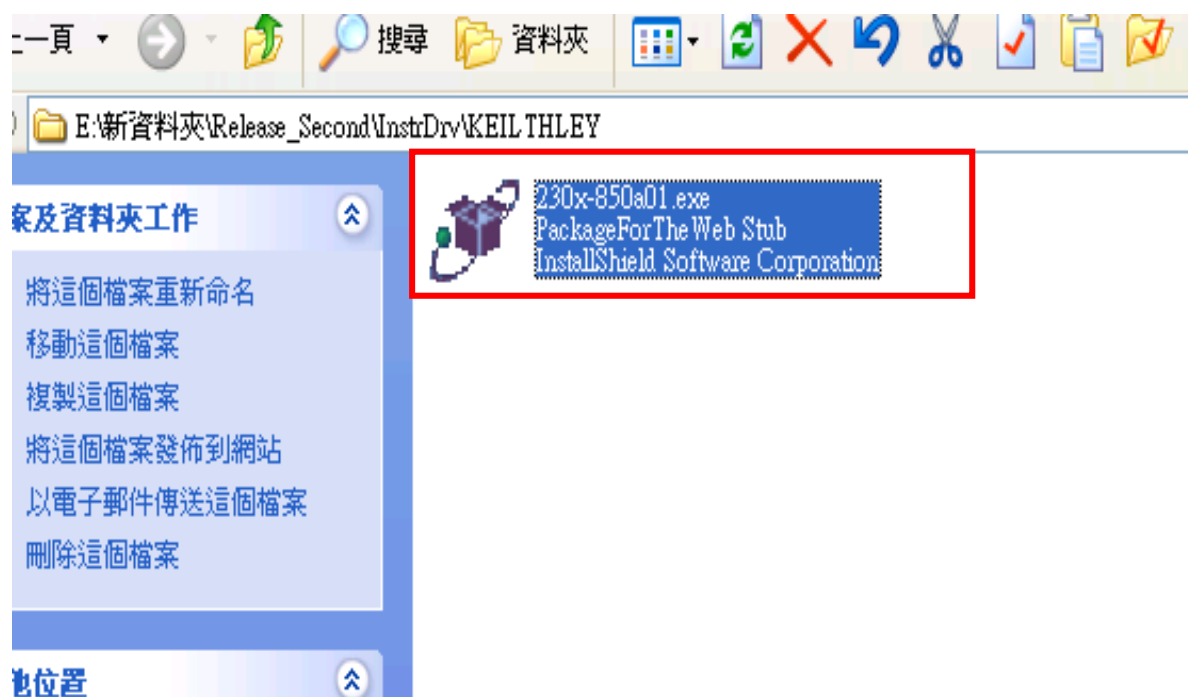 上一頁
搜尋
資料夾
E:\新資料夾\Release_Second\InstrDrv\KEILTHLEY
案及資料夾工作
230x-850a01.exe
PackageForTheWeb Stub
InstallShield Software Corporation
將這個檔案重新命名
移動這個檔案
複製這個檔案
將這個檔案發佈到網站
以電子郵件傳送這個檔案
刪除這個檔案
他位置